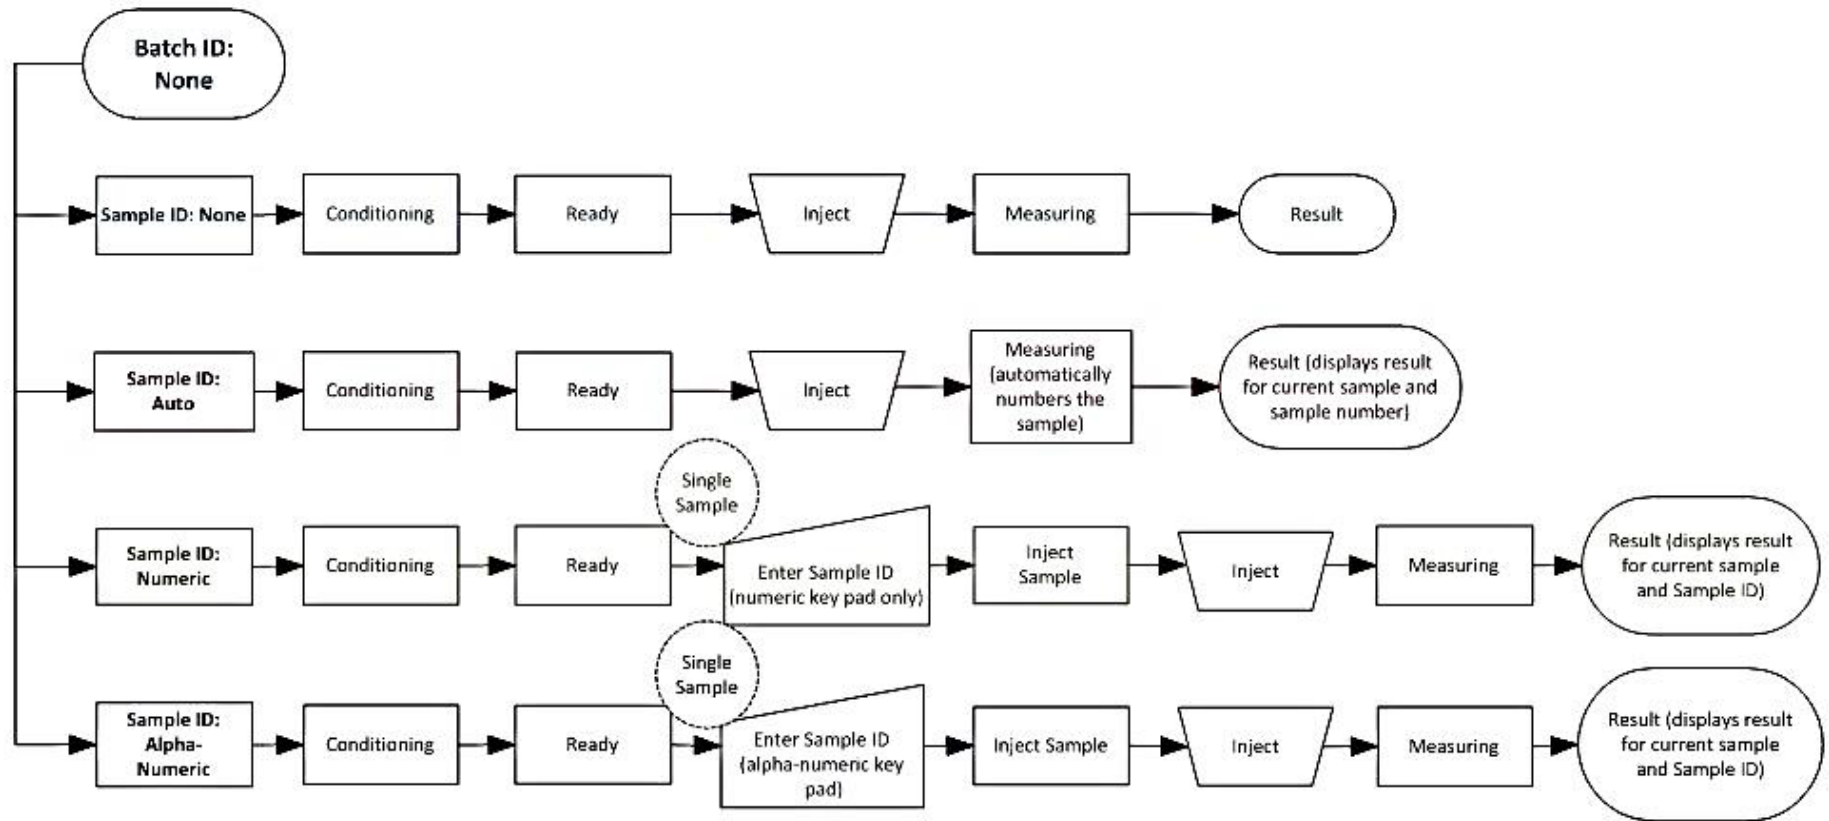 Batch ID:
None
Sample ID: None
Conditioning
Ready
Inject
Measuring
Result
Sample ID:
Auto
Conditioning
Ready
Inject
Measuring
(automatically
numbers the
sample)
Result (displays result
for current sample and
sample number)
Sample ID:
Numeric
Conditioning
Ready
Single
Sample
Enter Sample ID
(numeric key pad only)
Inject
Sample
Inject
Measuring
Result (displays result
for current sample
and Sample ID)
Sample ID:
Alpha-
Numeric
Conditioning
Ready
Single
Sample
Enter Sample ID
(alpha-numeric key
pad)
Inject Sample
Inject
Measuring
Result (displays result
for current sample
and Sample ID)